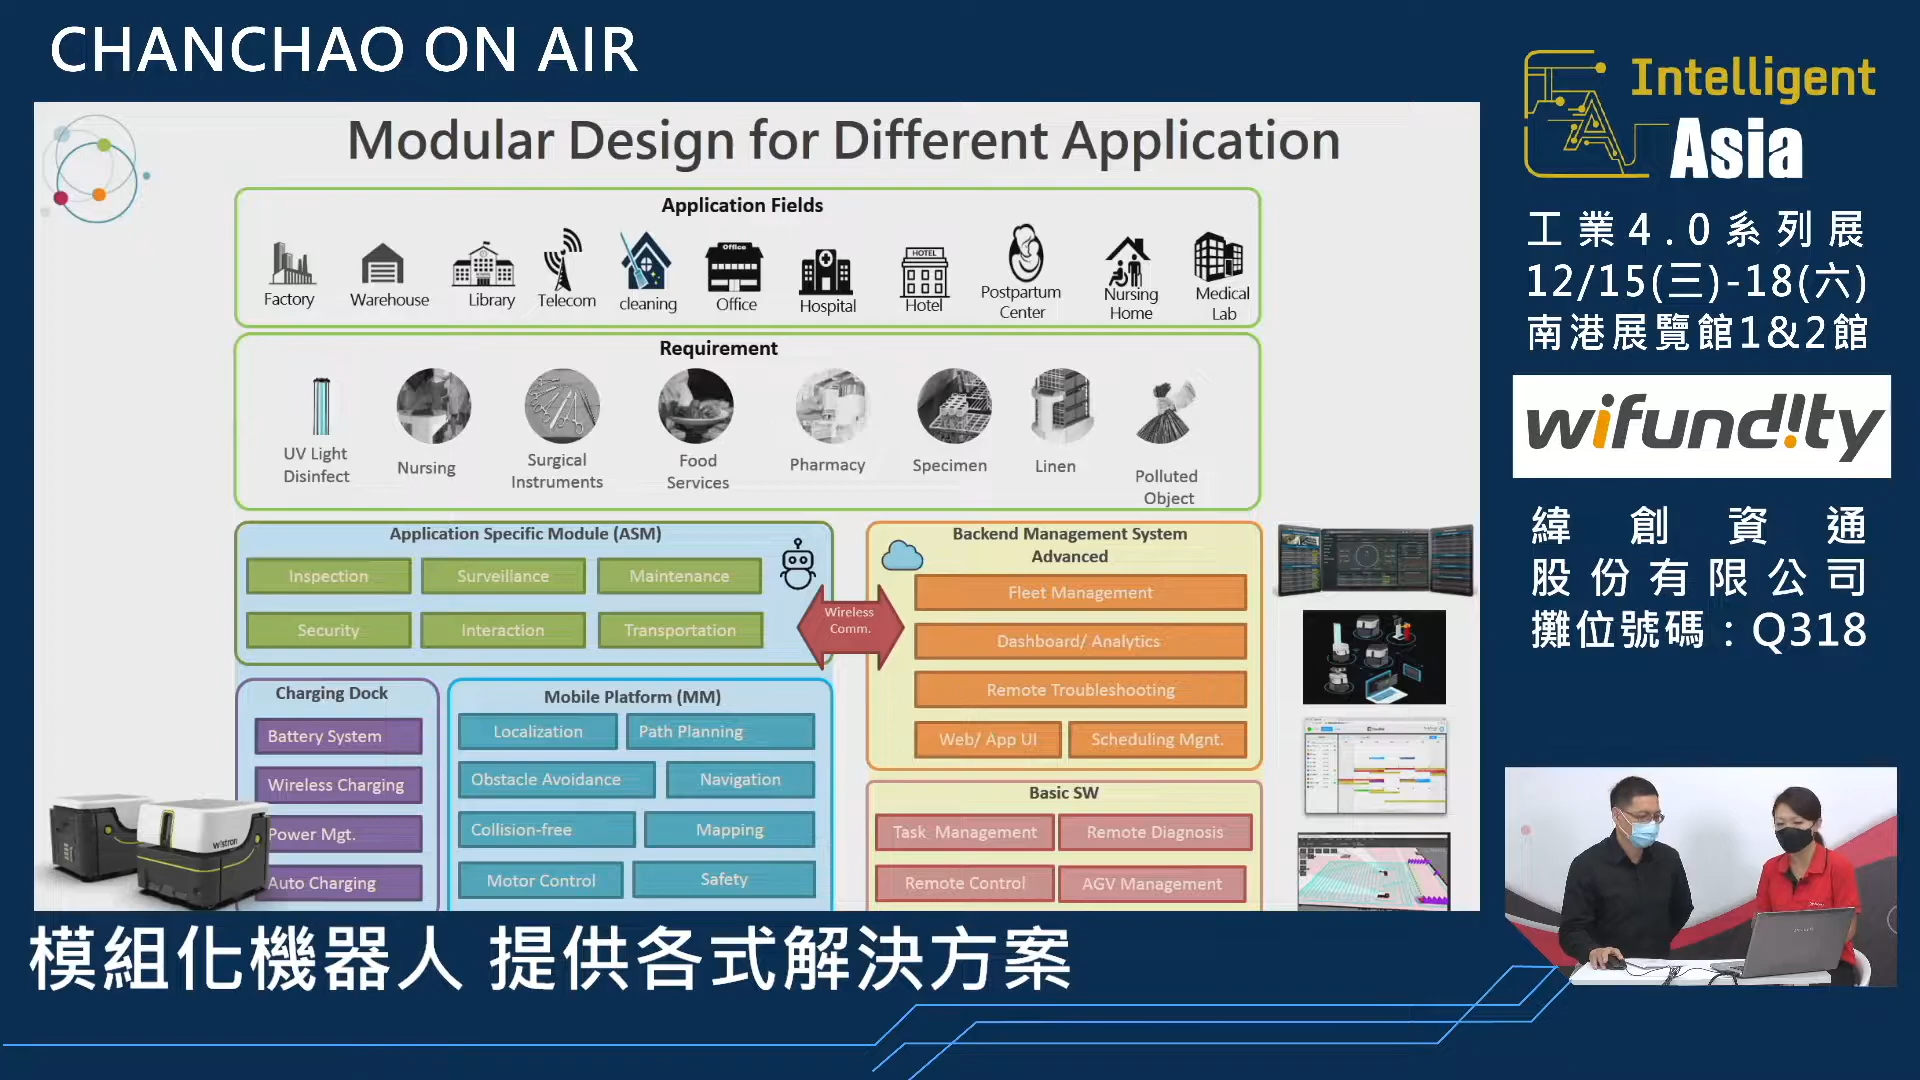 CHANCHAO ON AIR
Modular Design for Different Application
Application Fields
Factory
Warehouse
Library
Telecom
cleaning
Office
Office
Hospital
HOTEL
Hotel
Postpartum
Center
Nursing
Home
Medical
Lab
Requirement
UV Light
Disinfect
Nursing
Surgical
Instruments
Food
Services
Pharmacy
Specimen
Linen
Polluted
Object
Application Specific Module (ASM)
Inspection
Surveillance
Maintenance
Security
Interaction
Transportation
Wireless
Comm.
Backend Management System
Advanced
Fleet Management
Dashboard/ Analytics
Remote Troubleshooting
Web/ App UI
Scheduling Mgnt.
Charging Dock
Battery System
Wireless Charging
Power Mgt.
Auto Charging
Mobile Platform (MM)
Localization
Path Planning
Obstacle Avoidance
Navigation
Collision-free
Mapping
Motor Control
Safety
Basic SW
Task Management
Remote Diagnosis
Remote Control
AGV Management
wistron
Intelligent
Asia
工業4.0系列展
12/15(三)-18(六)
南港展覽館1&2館
wifund!ty
緯創資通
股份有限公司
攤位號碼：Q318
模組化機器人 提供各式解決方案